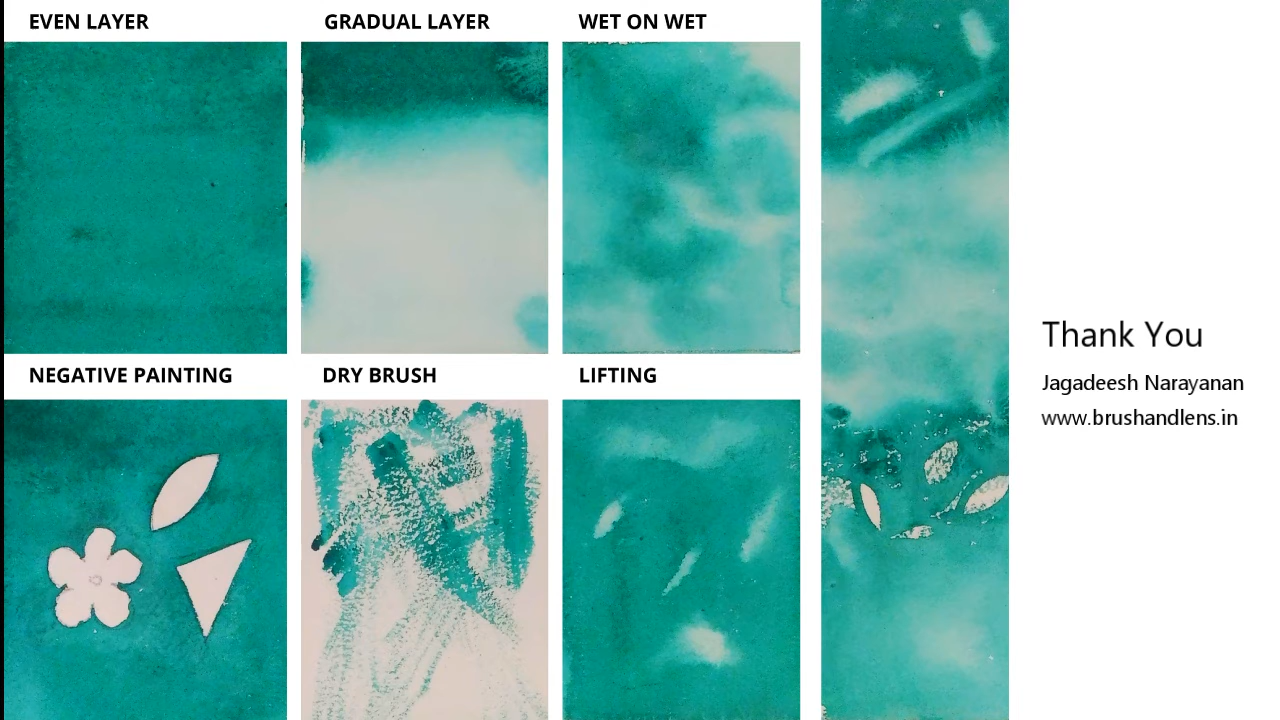 EVEN LAYER
GRADUAL LAYER
WET ON WET
NEGATIVE PAINTING
DRY BRUSH
LIFTING
Thank You
Jagadeesh Narayanan
www.brushandlens.in